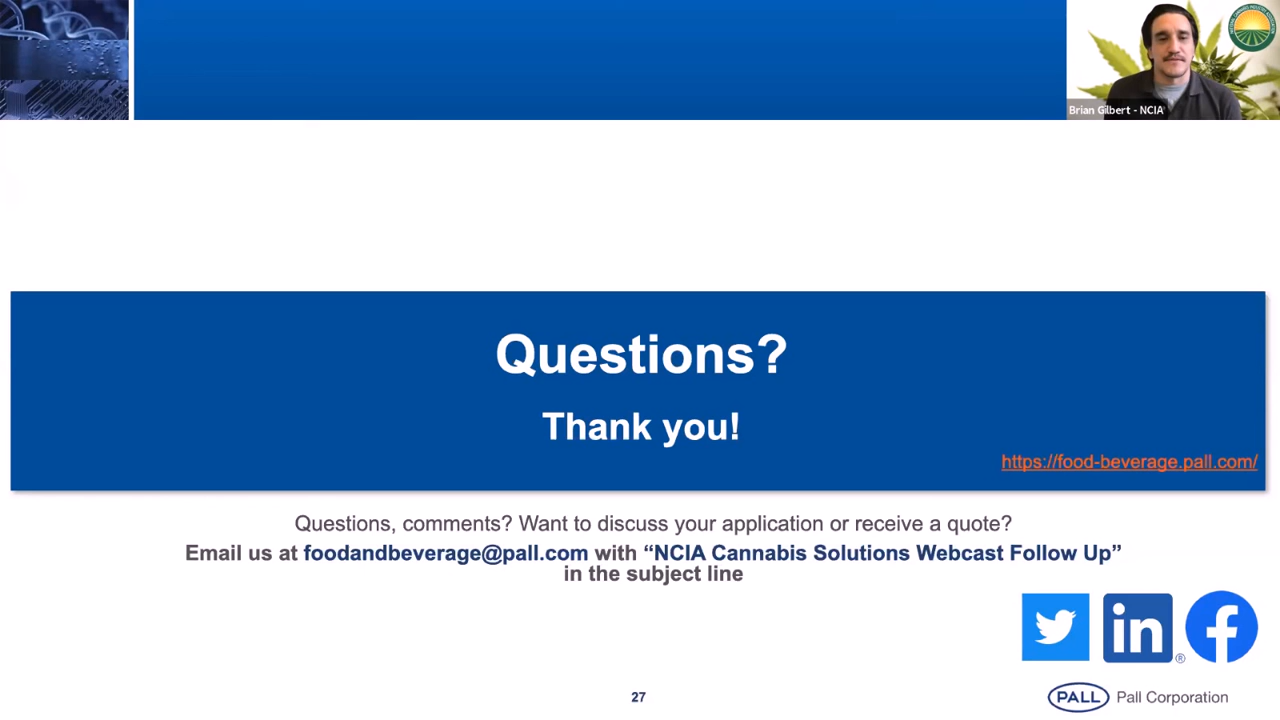 Brian Gilbert - NCIA
Questions?
Thank you!
https://food-beverage.pall.com/
Questions, comments? Want to discuss your application or receive a quote?
Email us at foodandbeverage@pall.com with “NCIA Cannabis Solutions Webcast Follow Up”
in the subject line
in ®
27
PALL Pall Corporation